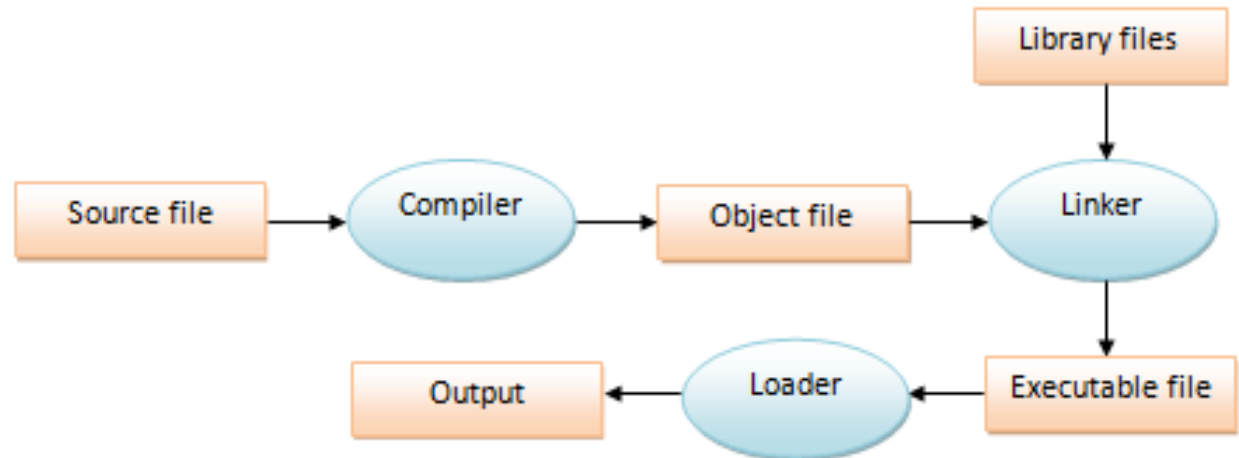 Library files
Source file
Compiler
Object file
Linker
Output
Loader
Executable file